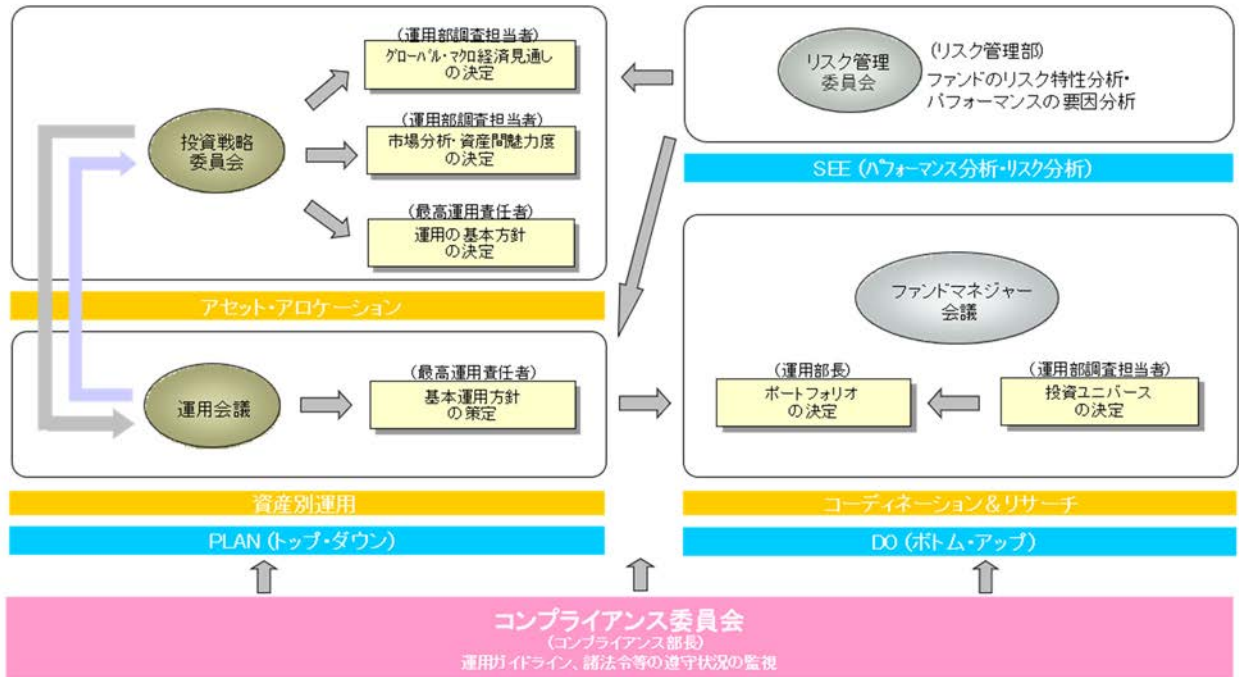 (運用部調査担当者)
グローバル・マクロ経済見通し
の決定
投資戦略
委員会
(運用部調査担当者)
市場分析・資産間魅力度
の決定
(最高運用責任者)
運用の基本方針
の決定
アセット・アロケーション
リスク管理
委員会
(リスク管理部)
ファンドのリスク特性分析・
パフォーマンスの要因分析
SEE (パフォーマンス分析・リスク分析)
運用会議
(最高運用責任者)
基本運用方針
の策定
資産別運用
PLAN (トップ・ダウン)
ファンドマネジャー
会議
(運用部長)
ポートフォリオ
の決定
(運用部調査担当者)
投資ユニバース
の決定
コーディネーション&リサーチ
DO (ボトム・アップ)
コンプライアンス委員会
(コンプライアンス部長)
運用ガイドライン、諸法令等の遵守状況の監視